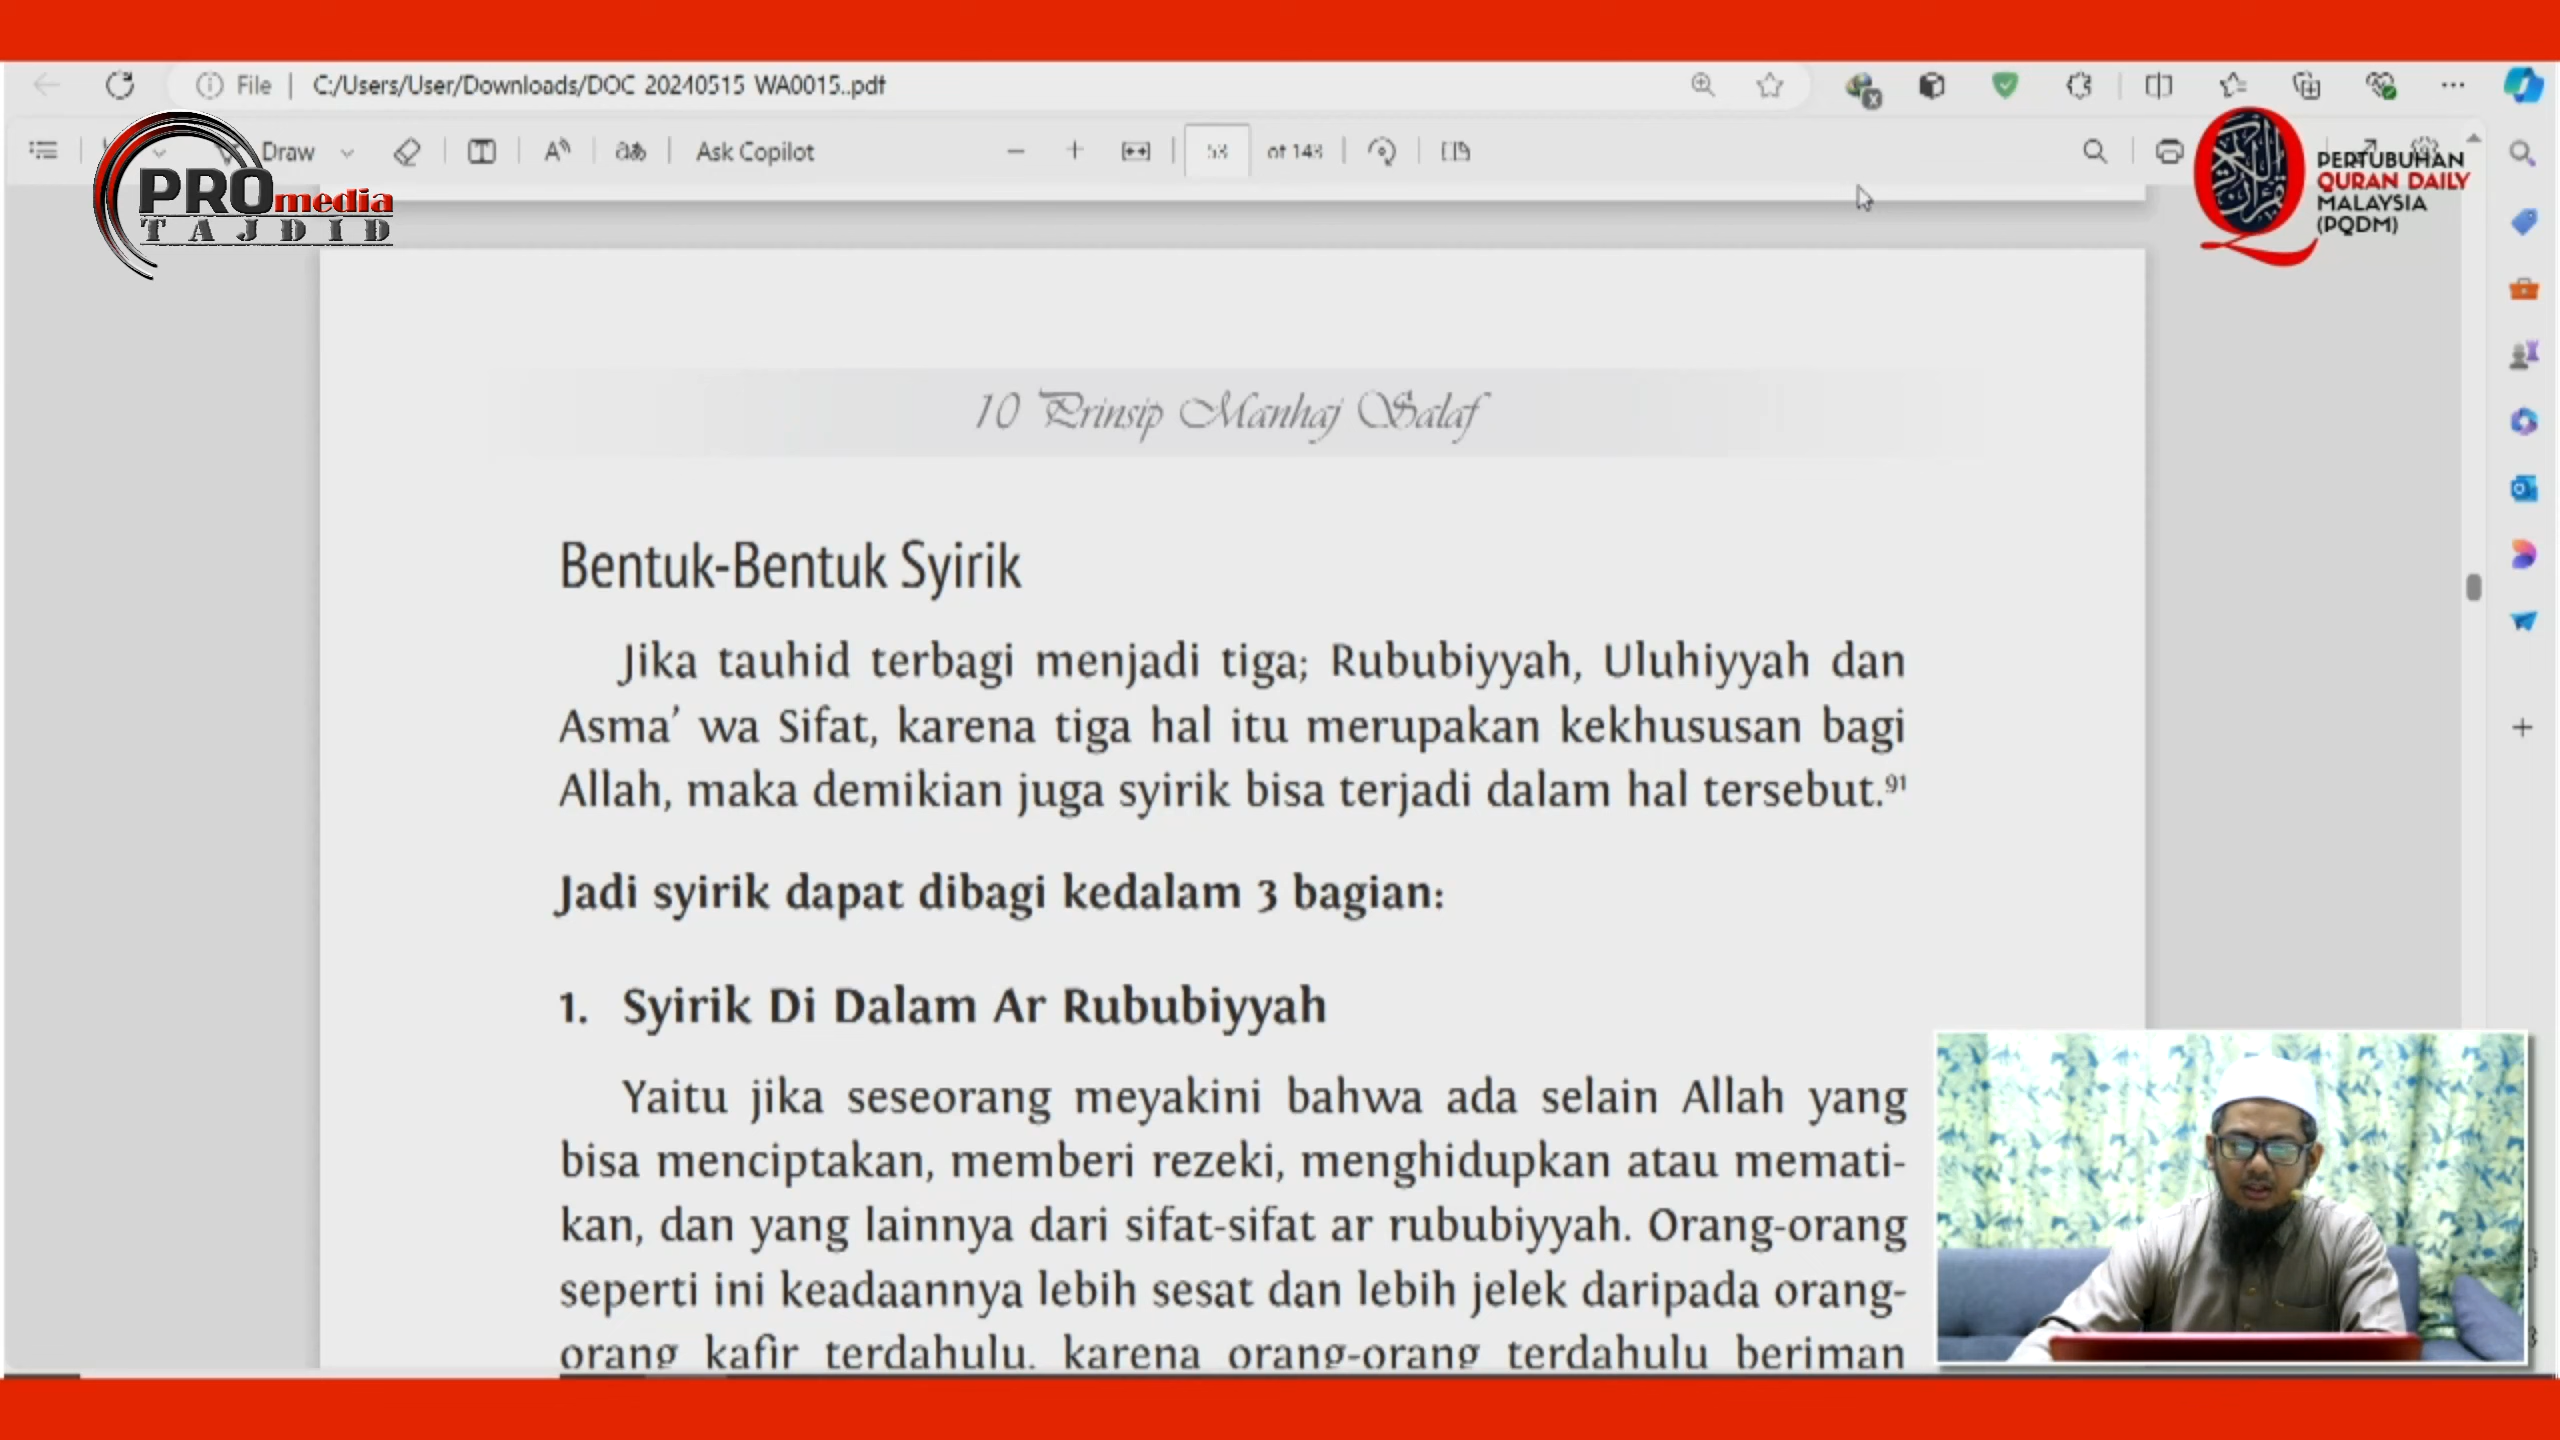 File | C:/Users/User/Downloads/DOC 20240515 WA0015..pdf
Draw
Ask Copilot
53 of 143
PROmedia
TAJDID
PERTUBUHAN
QURAN DAILY
MALAYSIA
(PQDM)
10 Prinsip Manhaj Salaf
Bentuk-Bentuk Syirik
Jika tauhid terbagi menjadi tiga; Rububiyyah, Uluhiyyah dan
Asma’ wa Sifat, karena tiga hal itu merupakan kekhususan bagi
Allah, maka demikian juga syirik bisa terjadi dalam hal tersebut.⁹¹
Jadi syirik dapat dibagi kedalam 3 bagian:
1. Syirik Di Dalam Ar Rububiyyah
Yaitu jika seseorang meyakini bahwa ada selain Allah yang
bisa menciptakan, memberi rezeki, menghidupkan atau memati-
kan, dan yang lainnya dari sifat-sifat ar rububiyyah. Orang-orang
seperti ini keadaannya lebih sesat dan lebih jelek daripada orang-
orang kafir terdahulu, karena orang-orang terdahulu beriman